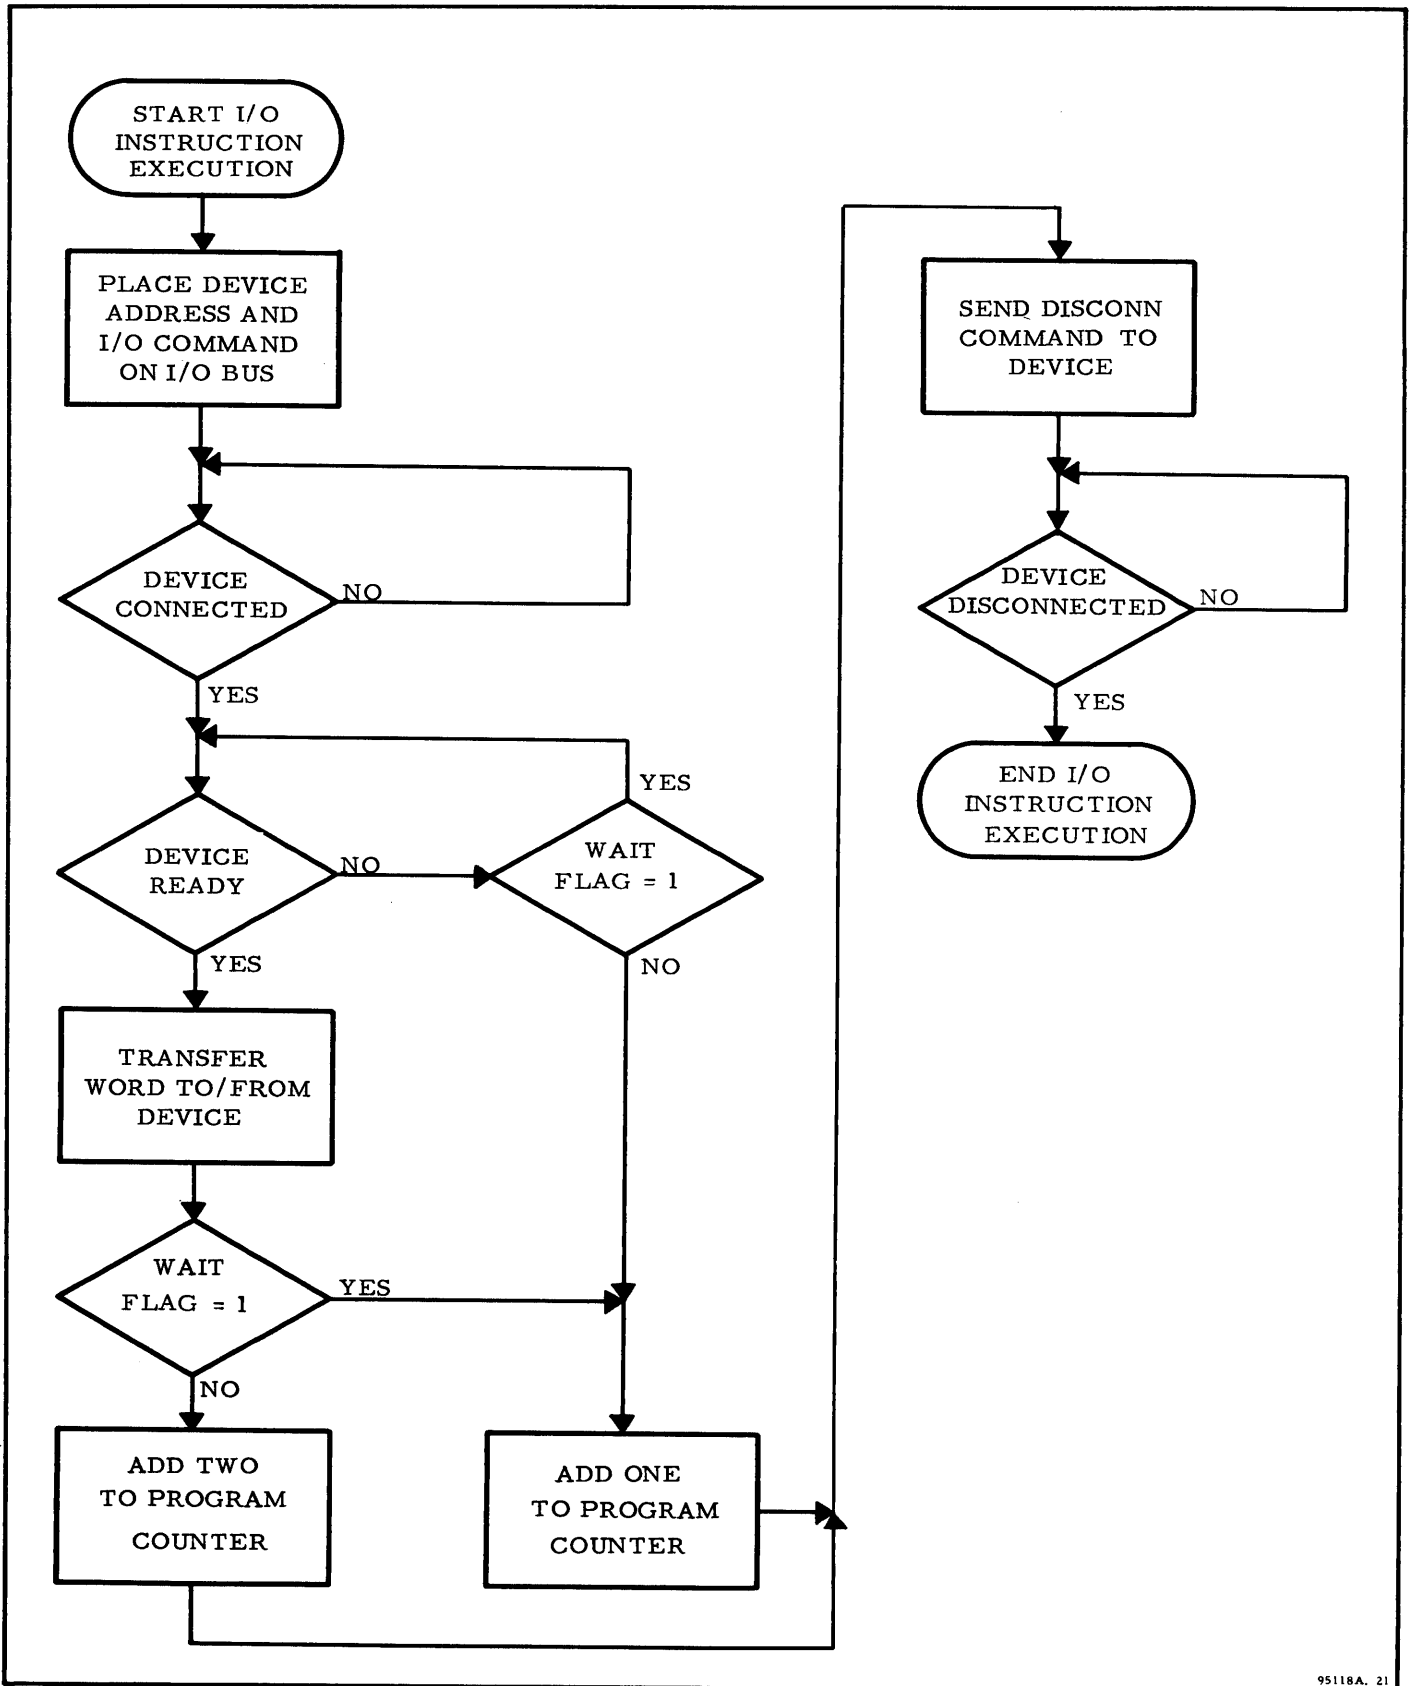 START I/O
INSTRUCTION
EXECUTION
PLACE DEVICE
ADDRESS AND
I/O COMMAND
ON I/O BUS
DEVICE
CONNECTED
NO
YES
DEVICE
READY
NO
YES
WAIT
FLAG = 1
YES
NO
TRANSFER
WORD TO/FROM
DEVICE
WAIT
FLAG = 1
YES
NO
ADD TWO
TO PROGRAM
COUNTER
ADD ONE
TO PROGRAM
COUNTER
SEND DISCONN
COMMAND TO
DEVICE
DEVICE
DISCONNECTED
NO
YES
END I/O
INSTRUCTION
EXECUTION
95118A. 21